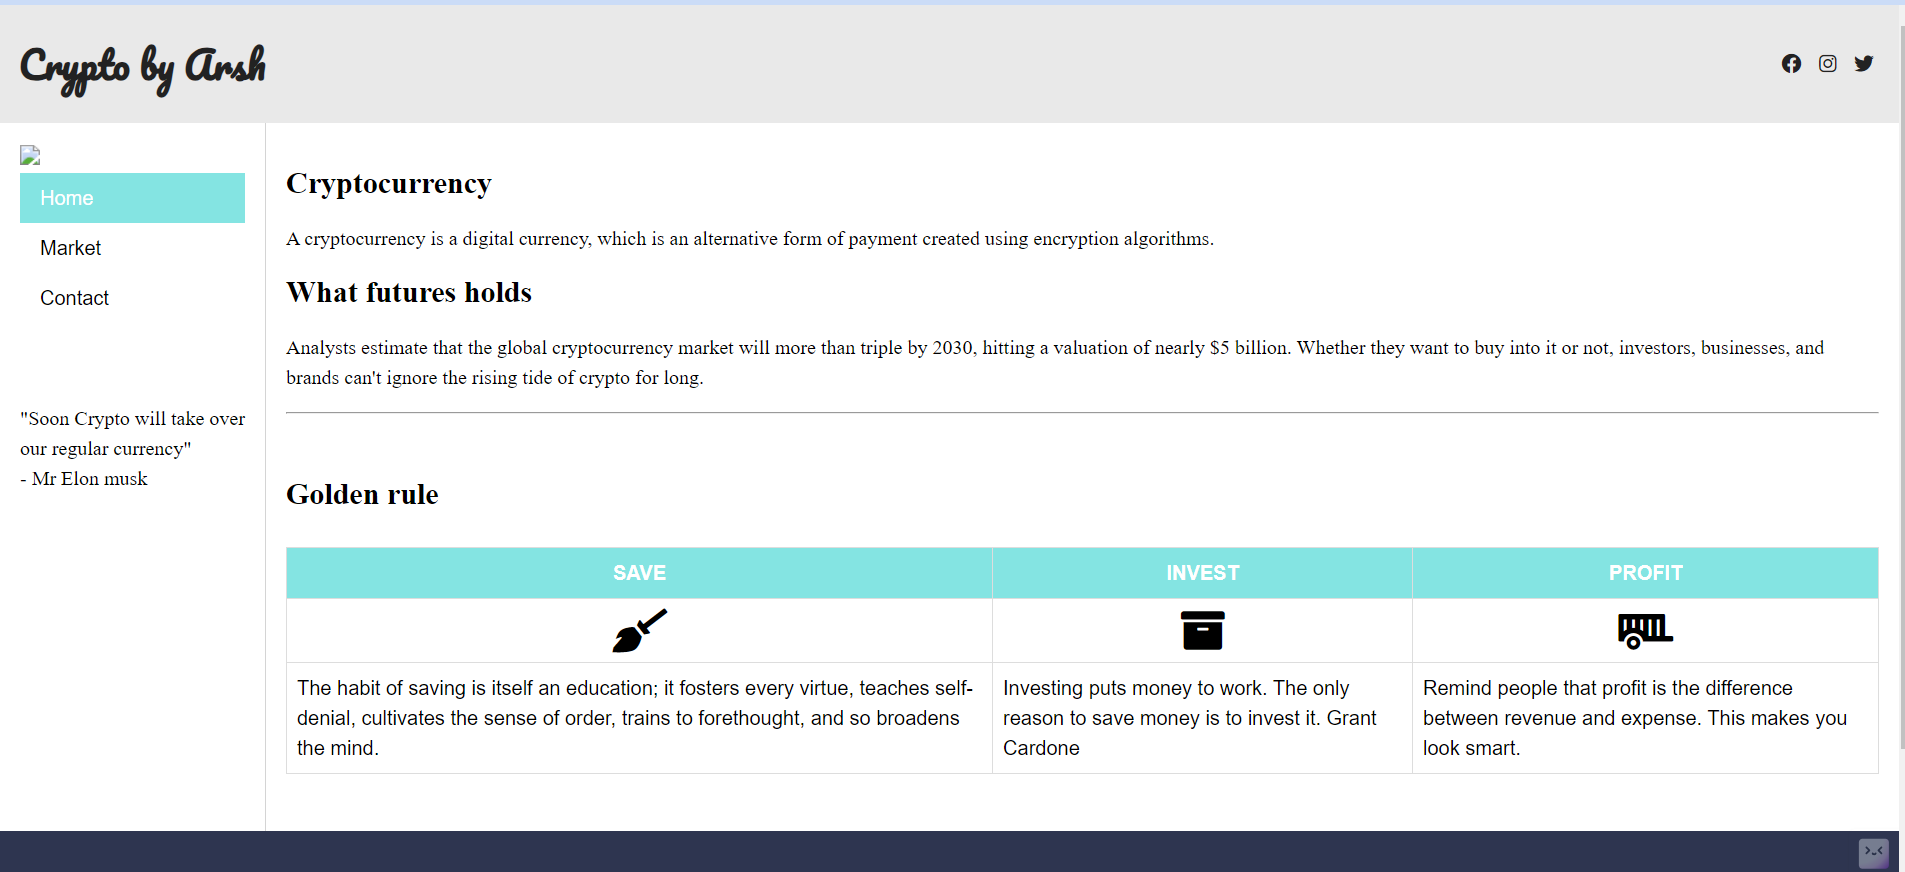 Crypto by Arsh
Home
Market
Contact
"Soon Crypto will take over
our regular currency"
- Mr Elon musk
Cryptocurrency
A cryptocurrency is a digital currency, which is an alternative form of payment created using encryption algorithms.
What futures holds
Analysts estimate that the global cryptocurrency market will more than triple by 2030, hitting a valuation of nearly $5 billion. Whether they want to buy into it or not, investors, businesses, and
brands can't ignore the rising tide of crypto for long.
Golden rule
SAVE
INVEST
PROFIT
The habit of saving is itself an education; it fosters every virtue, teaches self-
denial, cultivates the sense of order, trains to forethought, and so broadens
the mind.
Investing puts money to work. The only
reason to save money is to invest it. Grant
Cardone
Remind people that profit is the difference
between revenue and expense. This makes you
look smart.